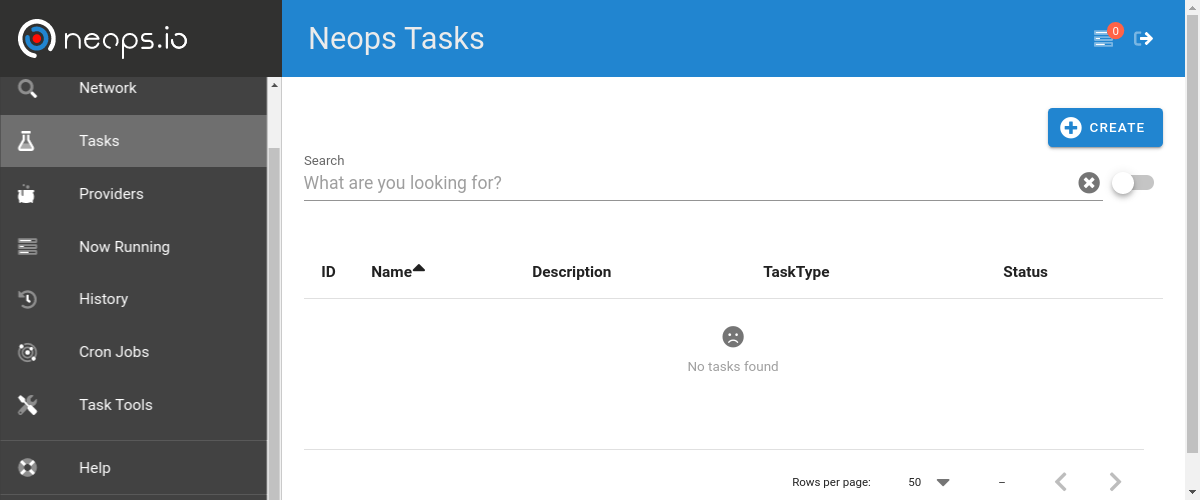 neops.io
Neops Tasks
0
Network
Tasks
Providers
Now Running
History
Cron Jobs
Task Tools
Help
CREATE
Search
What are you looking for?
ID Name Description TaskType Status
No tasks found
Rows per page: 50 –